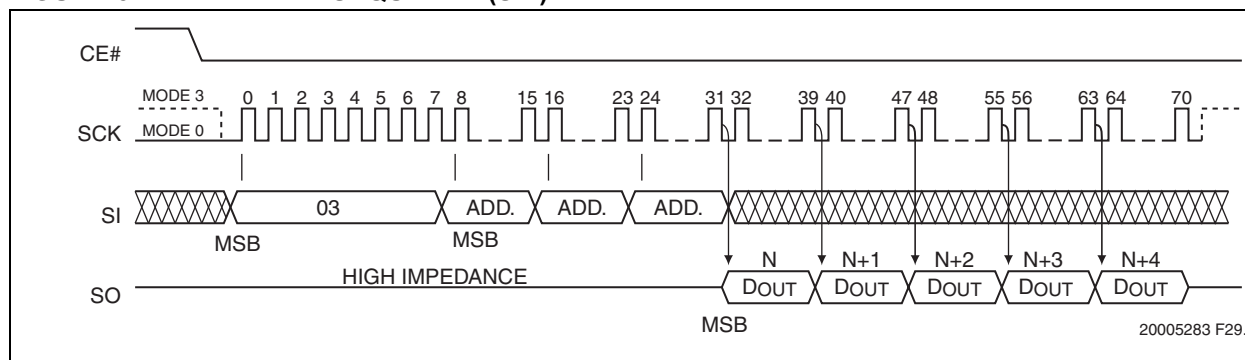 CE#
MODE 3
SCK
MODE 0
0 1 2 3 4 5 6 7 8 15 16 23 24 31 32 39 40 47 48 55 56 63 64 70
SI
03 ADD. ADD. ADD.
MSB MSB
N N+1 N+2 N+3 N+4
SO
HIGH IMPEDANCE
DOUT DOUT DOUT DOUT DOUT
MSB
20005283 F29.